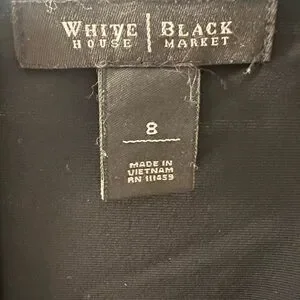 WHITE | BLACK
HOUSE | MARKET
8
MADE IN
VIETNAM
RN 111459